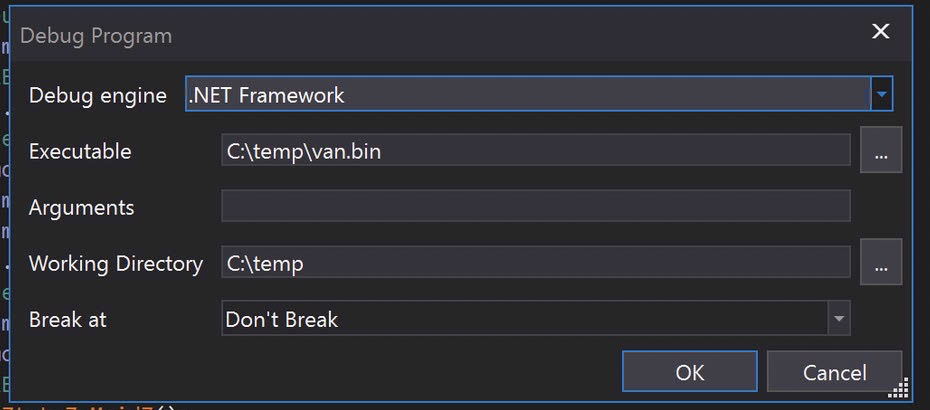 Debug Program
Debug engine .NET Framework
Executable C:\temp\van.bin ...
Arguments
Working Directory C:\temp ...
Break at Don't Break
OK Cancel